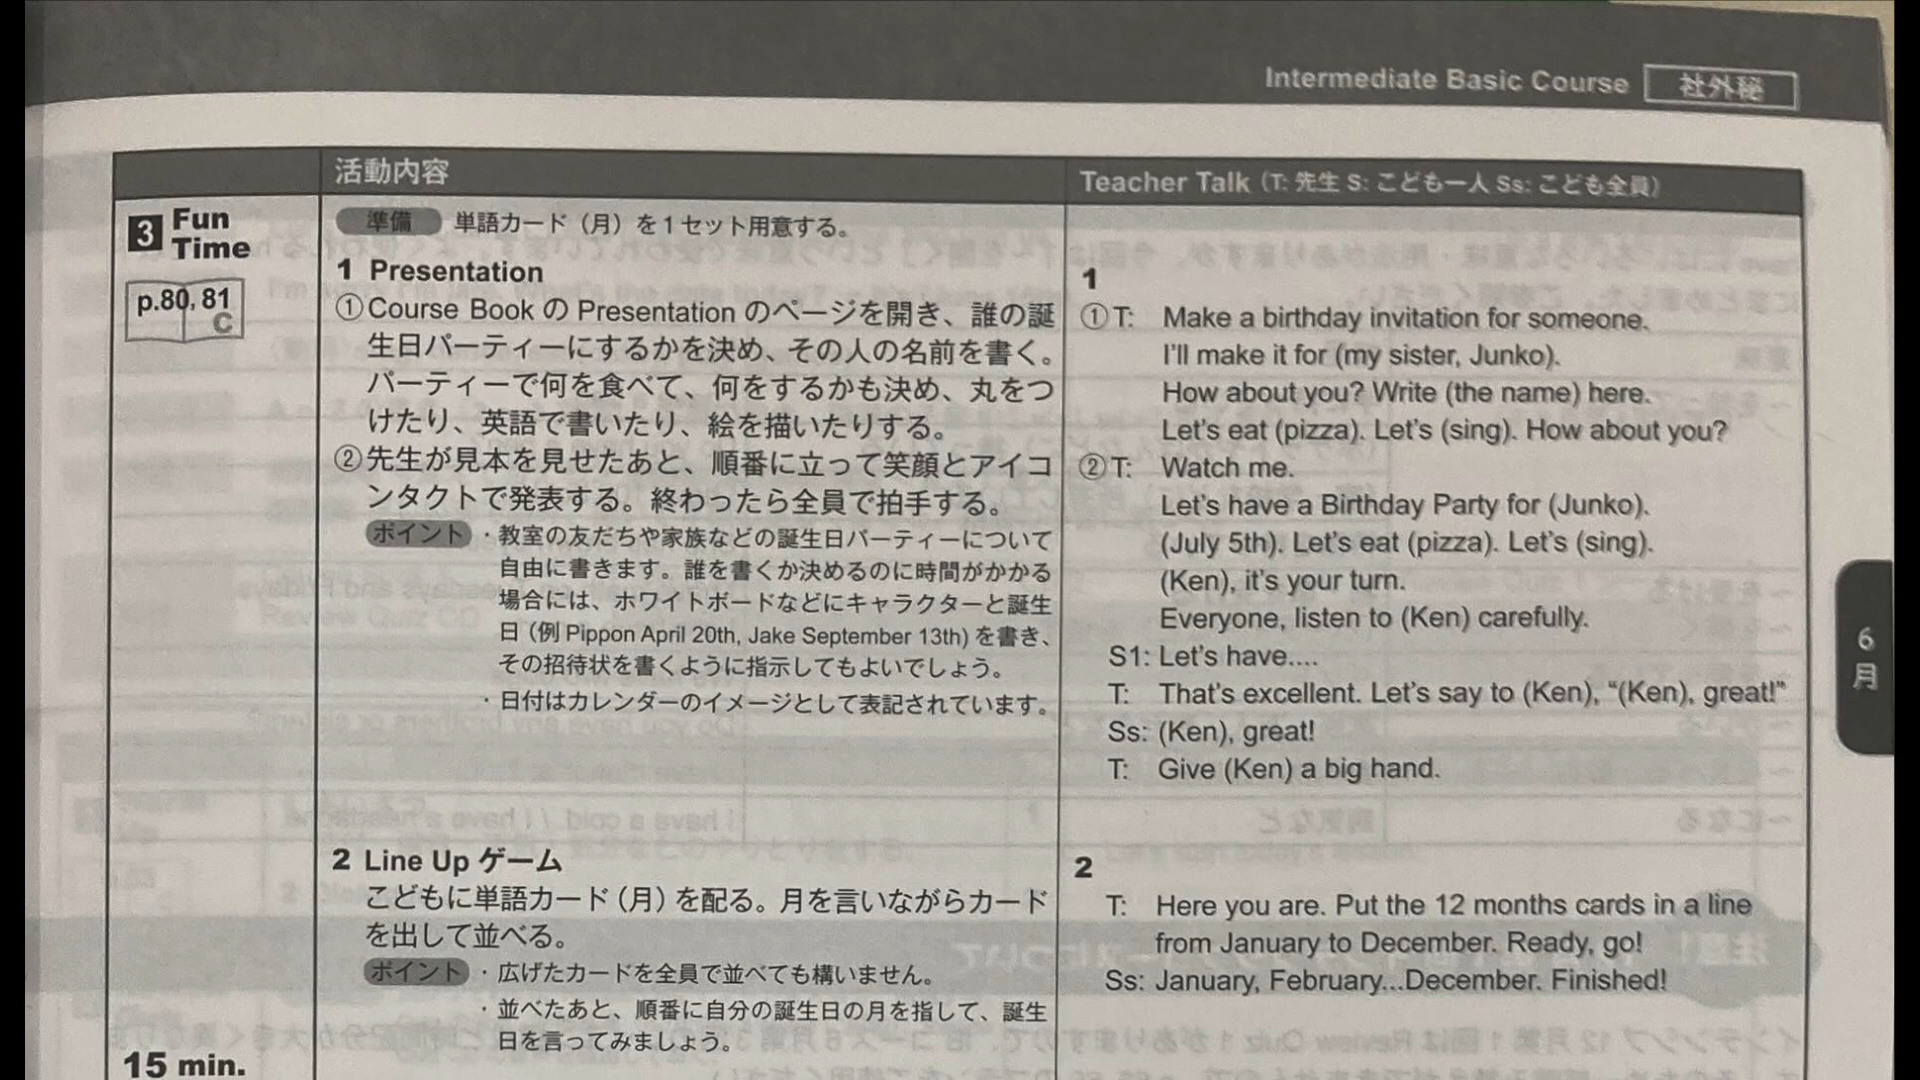 Intermediate Basic Course 社外秘
活動内容
Teacher Talk (T: 先生 S: こども一人 Ss: こども全員)
3 Fun Time
p.80, 81
C
準備 単語カード(月)を1セット用意する。
1 Presentation
①Course Book の Presentation のページを開き、誰の誕
生日パーティーにするかを決め、その人の名前を書く。
パーティーで何を食べて、何をするかも決め、丸をつ
けたり、英語で書いたり、絵を描いたりする。
②先生が見本を見せたあと、順番に立って笑顔とアイコ
ンタクトで発表する。終わったら全員で拍手する。
ポイント ・教室の友だちや家族などの誕生日パーティーについて
自由に書きます。誰を書くか決めるのに時間がかかる
場合には、ホワイトボードなどにキャラクターと誕生
日(例 Pippon April 20th, Jake September 13th) を書き、
その招待状を書くように指示してもよいでしょう。
・日付はカレンダーのイメージとして表記されています。
1
①T: Make a birthday invitation for someone.
I'll make it for (my sister, Junko).
How about you? Write (the name) here.
Let's eat (pizza). Let's (sing). How about you?
②T: Watch me.
Let's have a Birthday Party for (Junko).
(July 5th). Let's eat (pizza). Let's (sing).
(Ken), it's your turn.
Everyone, listen to (Ken) carefully.
S1: Let's have....
T: That's excellent. Let's say to (Ken), “(Ken), great!”
Ss: (Ken), great!
T: Give (Ken) a big hand.
2 Line Up ゲーム
こどもに単語カード(月)を配る。月を言いながらカード
を出して並べる。
ポイント ・広げたカードを全員で並べても構いません。
・並べたあと、順番に自分の誕生日の月を指して、誕生
日を言ってみましょう。
2
T: Here you are. Put the 12 months cards in a line
from January to December. Ready, go!
Ss: January, February...December. Finished!
15 min.
6月